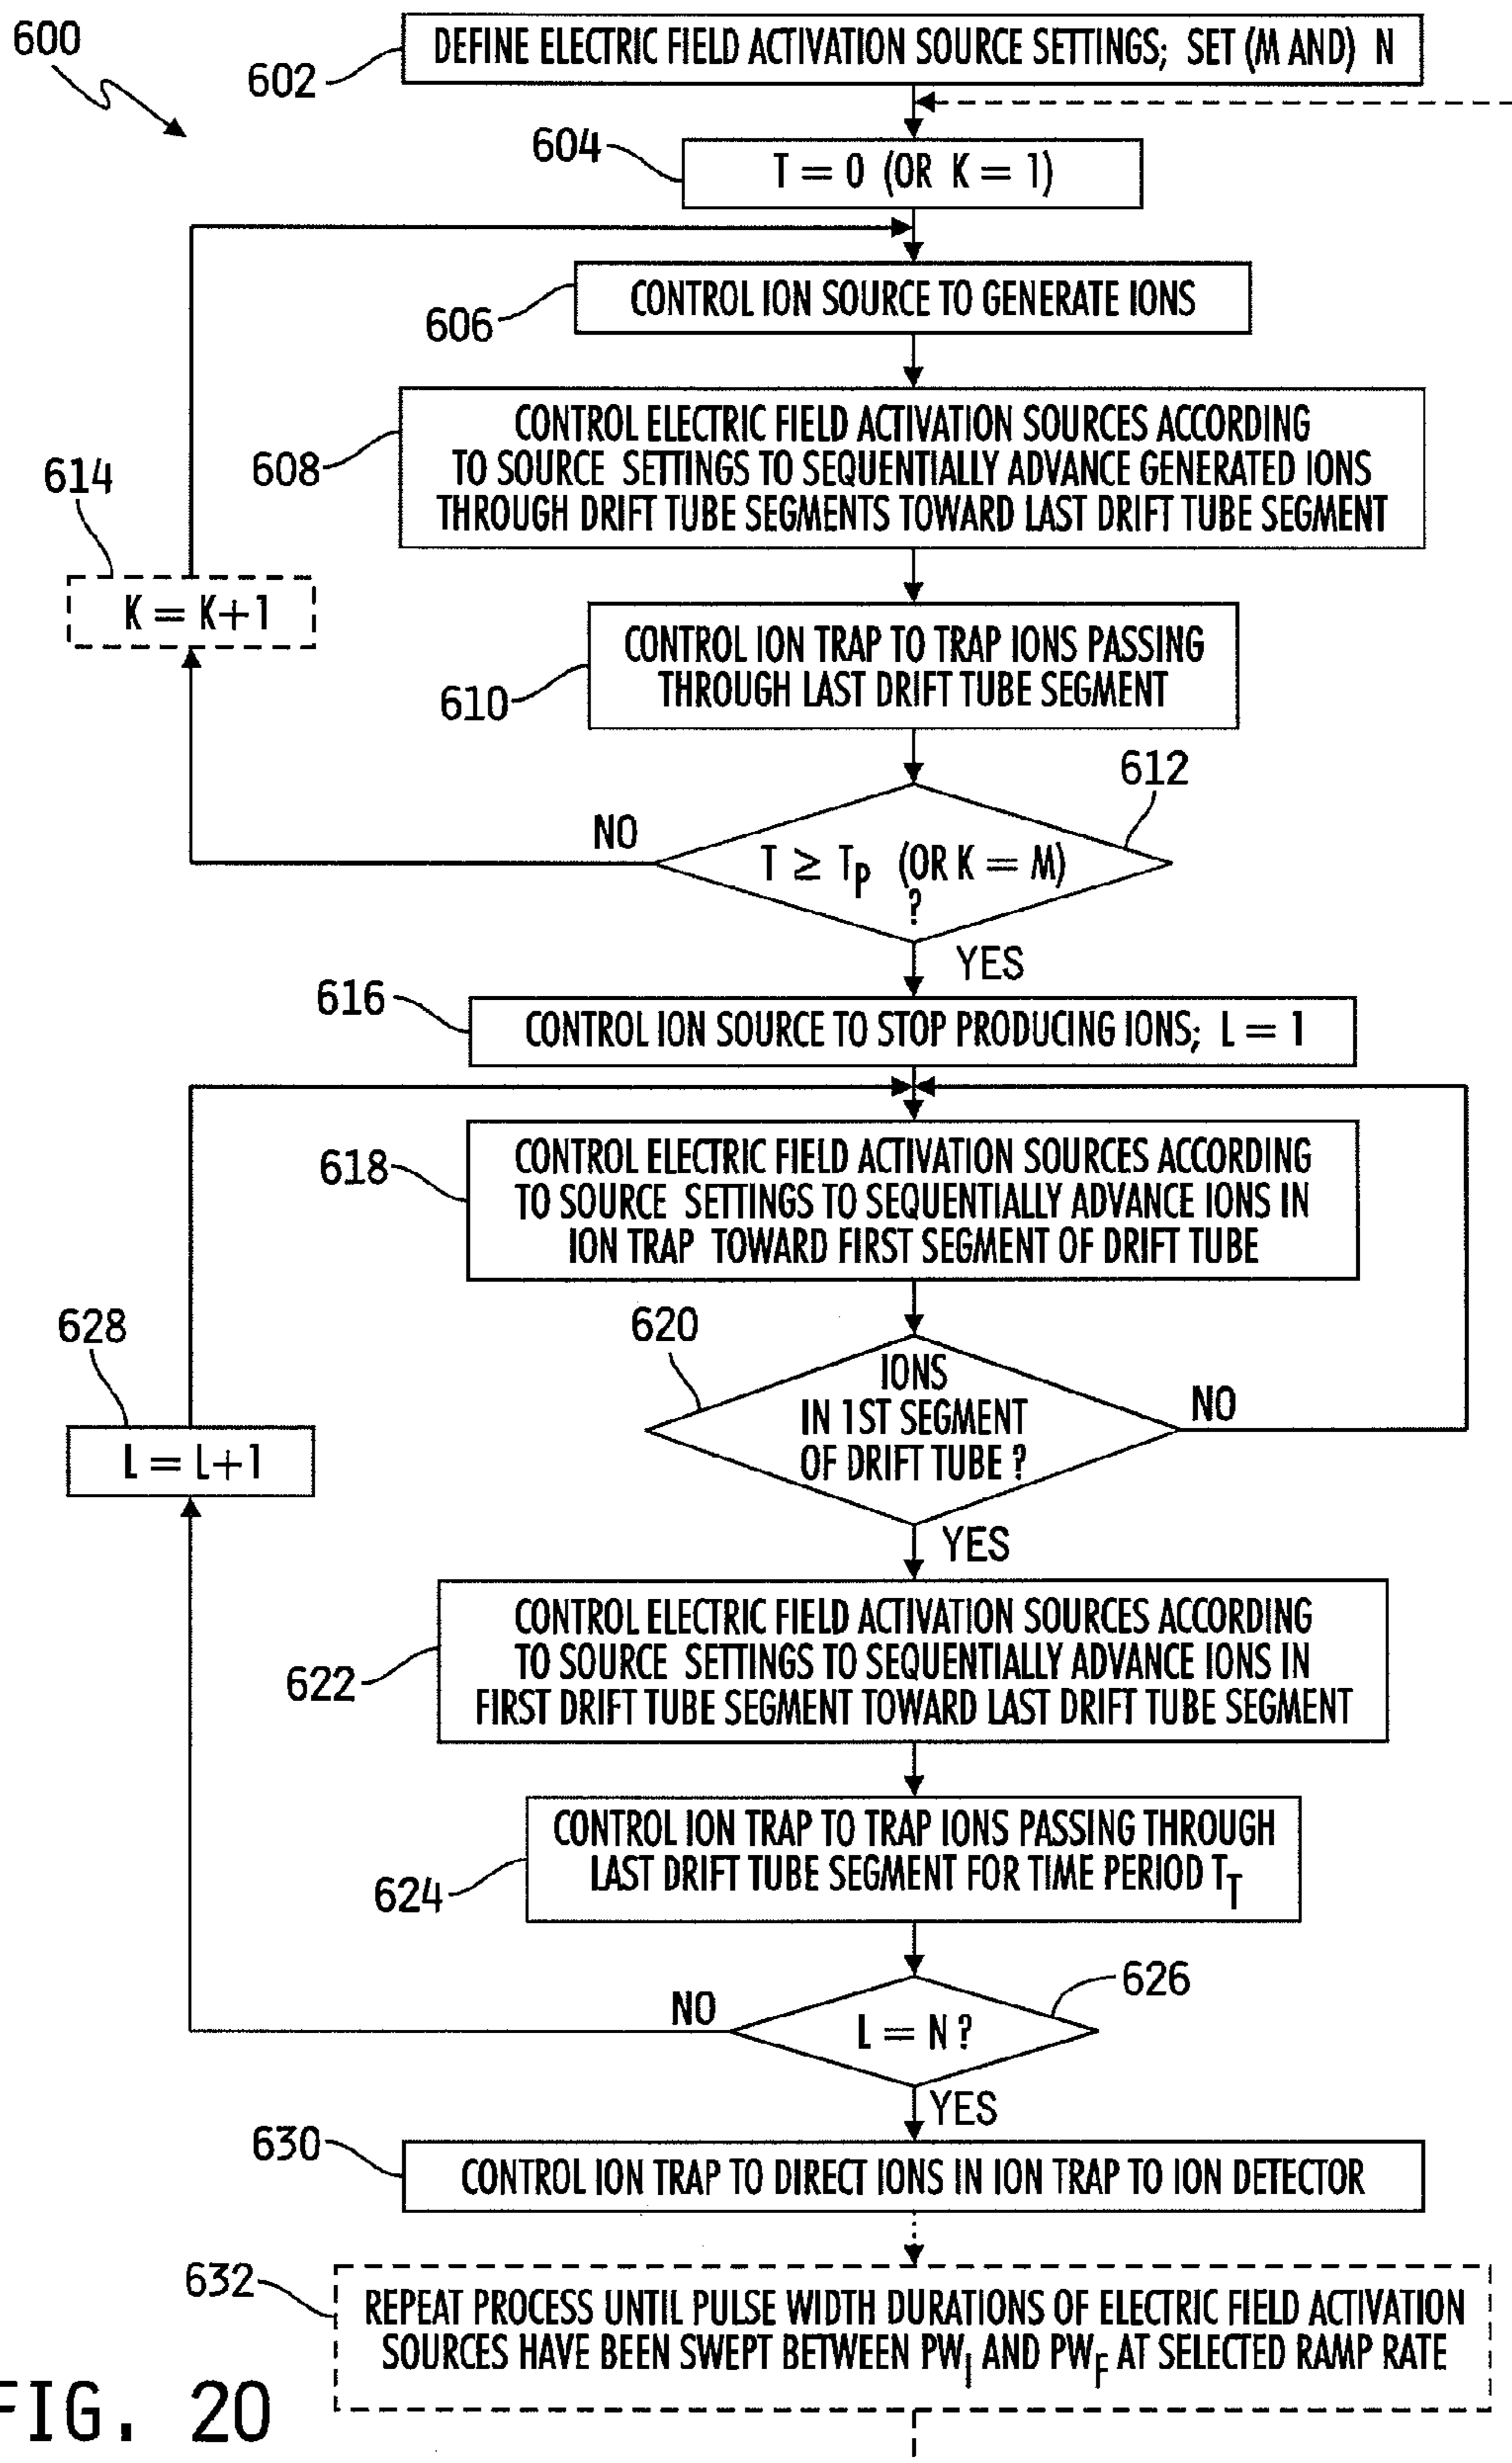 600
602
DEFINE ELECTRIC FIELD ACTIVATION SOURCE SETTINGS; SET (M AND) N
604
T = 0 (OR K = 1)
606
CONTROL ION SOURCE TO GENERATE IONS
608
CONTROL ELECTRIC FIELD ACTIVATION SOURCES ACCORDING
TO SOURCE SETTINGS TO SEQUENTIALLY ADVANCE GENERATED IONS
THROUGH DRIFT TUBE SEGMENTS TOWARD LAST DRIFT TUBE SEGMENT
614
K = K+1
610
CONTROL ION TRAP TO TRAP IONS PASSING
THROUGH LAST DRIFT TUBE SEGMENT
612
NO
T ≥ TP (OR K = M)
?
YES
616
CONTROL ION SOURCE TO STOP PRODUCING IONS; L = 1
618
CONTROL ELECTRIC FIELD ACTIVATION SOURCES ACCORDING
TO SOURCE SETTINGS TO SEQUENTIALLY ADVANCE IONS IN
ION TRAP TOWARD FIRST SEGMENT OF DRIFT TUBE
628
L = L+1
620
IONS
IN 1ST SEGMENT
OF DRIFT TUBE ?
NO
YES
622
CONTROL ELECTRIC FIELD ACTIVATION SOURCES ACCORDING
TO SOURCE SETTINGS TO SEQUENTIALLY ADVANCE IONS IN
FIRST DRIFT TUBE SEGMENT TOWARD LAST DRIFT TUBE SEGMENT
624
CONTROL ION TRAP TO TRAP IONS PASSING THROUGH
LAST DRIFT TUBE SEGMENT FOR TIME PERIOD TT
626
NO
L = N ?
YES
630
CONTROL ION TRAP TO DIRECT IONS IN ION TRAP TO ION DETECTOR
632
REPEAT PROCESS UNTIL PULSE WIDTH DURATIONS OF ELECTRIC FIELD ACTIVATION
SOURCES HAVE BEEN SWEPT BETWEEN PWI AND PWF AT SELECTED RAMP RATE
FIG. 20